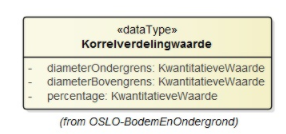 «dataType»
Korrelverdelingwaarde
- diameterOndergrens: KwantitatieveWaarde
- diameterBovengrens: KwantitatieveWaarde
- percentage: KwantitatieveWaarde
(from OSLO-BodemEnOndergrond)